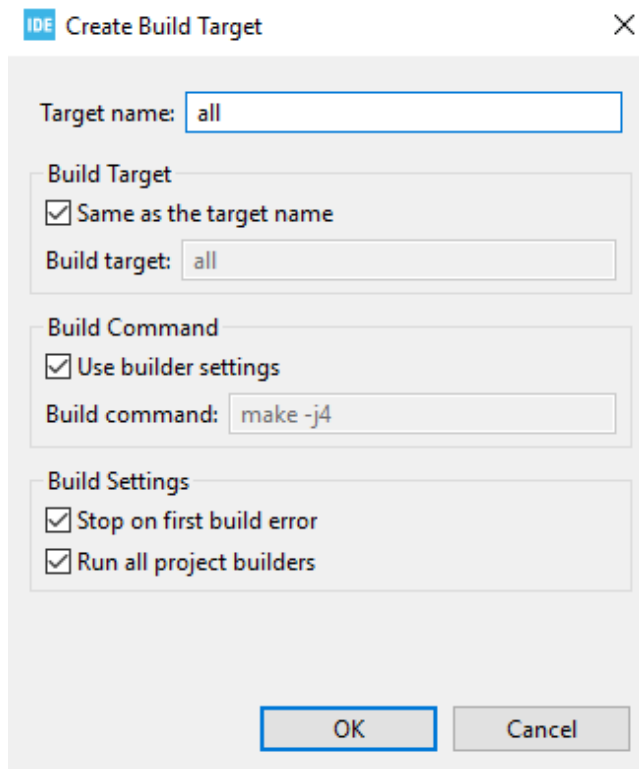 IDE Create Build Target
Target name: all
Build Target
Same as the target name
Build target: all
Build Command
Use builder settings
Build command: make -j4
Build Settings
Stop on first build error
Run all project builders
OK Cancel